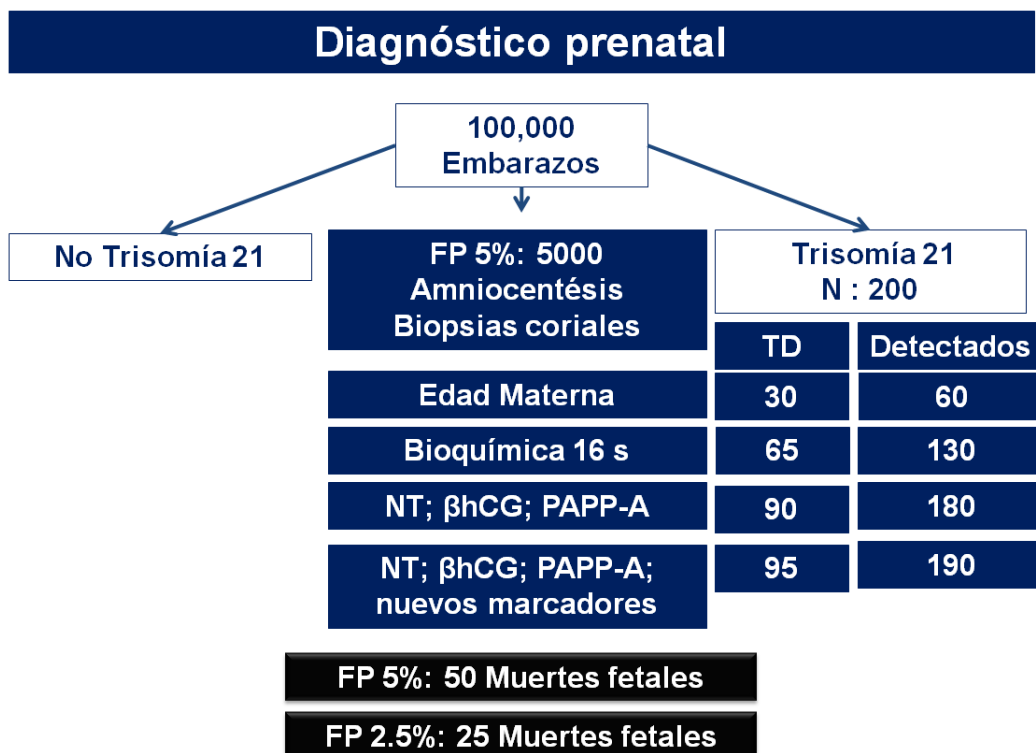 Diagnóstico prenatal
100,000
Embarazos
No Trisomía 21
FP 5%: 5000
Amniocentésis
Biopsias coriales
Trisomía 21
N : 200
TD
Detectados
Edad Materna
30
60
Bioquímica 16 s
65
130
NT; βhCG; PAPP-A
90
180
NT; βhCG; PAPP-A;
nuevos marcadores
95
190
FP 5%: 50 Muertes fetales
FP 2.5%: 25 Muertes fetales